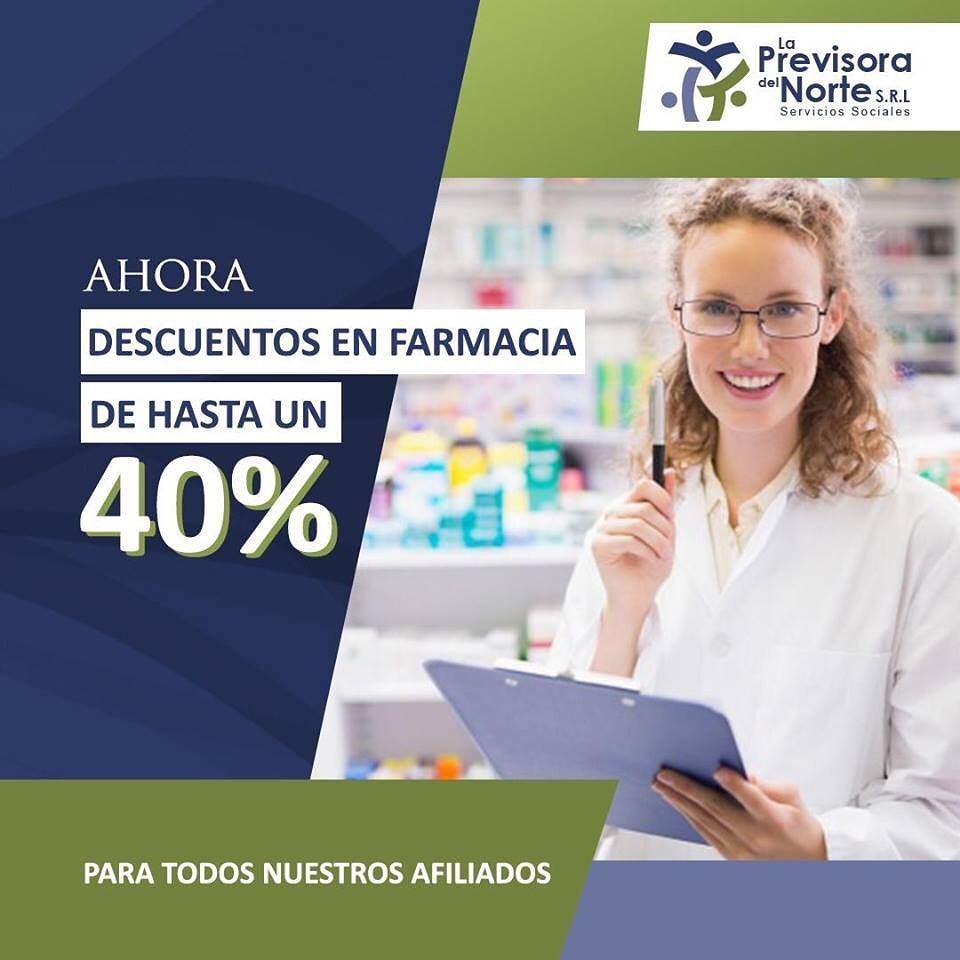 La
Previsora
del Norte S.R.L
Servicios Sociales
AHORA
DESCUENTOS EN FARMACIA
DE HASTA UN
40%
PARA TODOS NUESTROS AFILIADOS